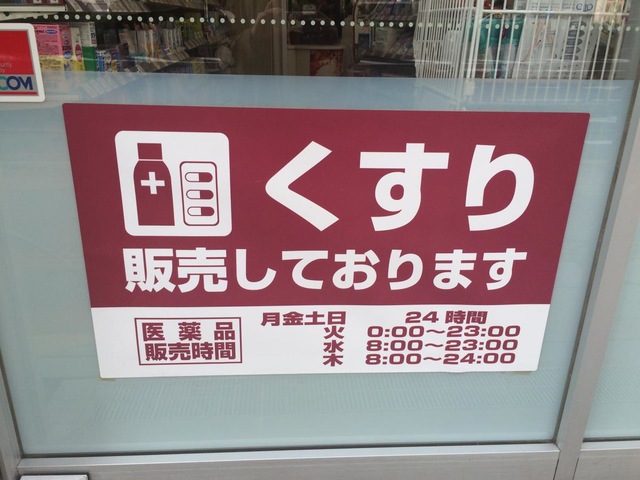 COM
くすり
販売しております
医薬品
販売時間
月金土日 24時間
火 0:00～23:00
水 8:00～23:00
木 8:00～24:00